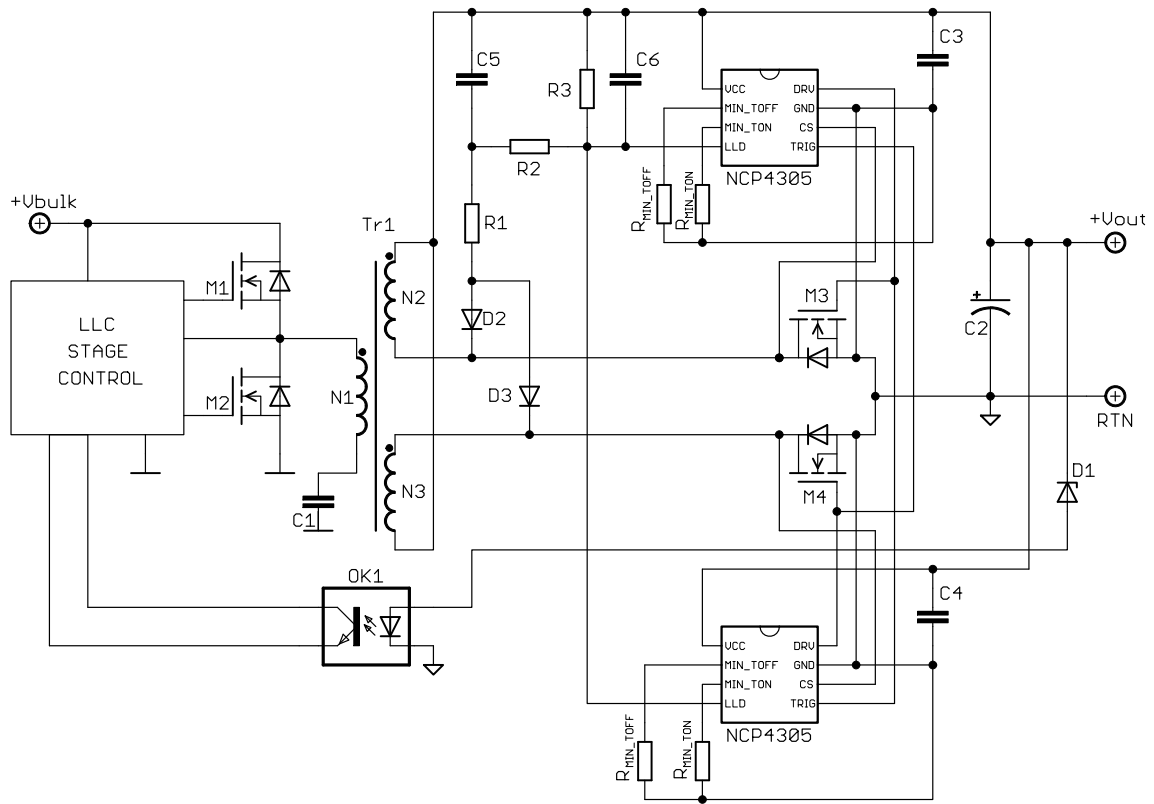 C3
C5
C6
R3
VCC
DRV
MIN_TOFF
GND
MIN_TON
CS
LLD
TRIG
R2
NCP4305
RMIN_TOFF
RMIN_TON
+Vbulk
R1
Tr1
+Vout
M1
N2
M3
LLC
STAGE
CONTROL
D2
C2
M2
N1
D3
RTN
N3
M4
D1
C1
OK1
C4
VCC
DRV
MIN_TOFF
GND
MIN_TON
CS
LLD
TRIG
NCP4305
RMIN_TOFF
RMIN_TON